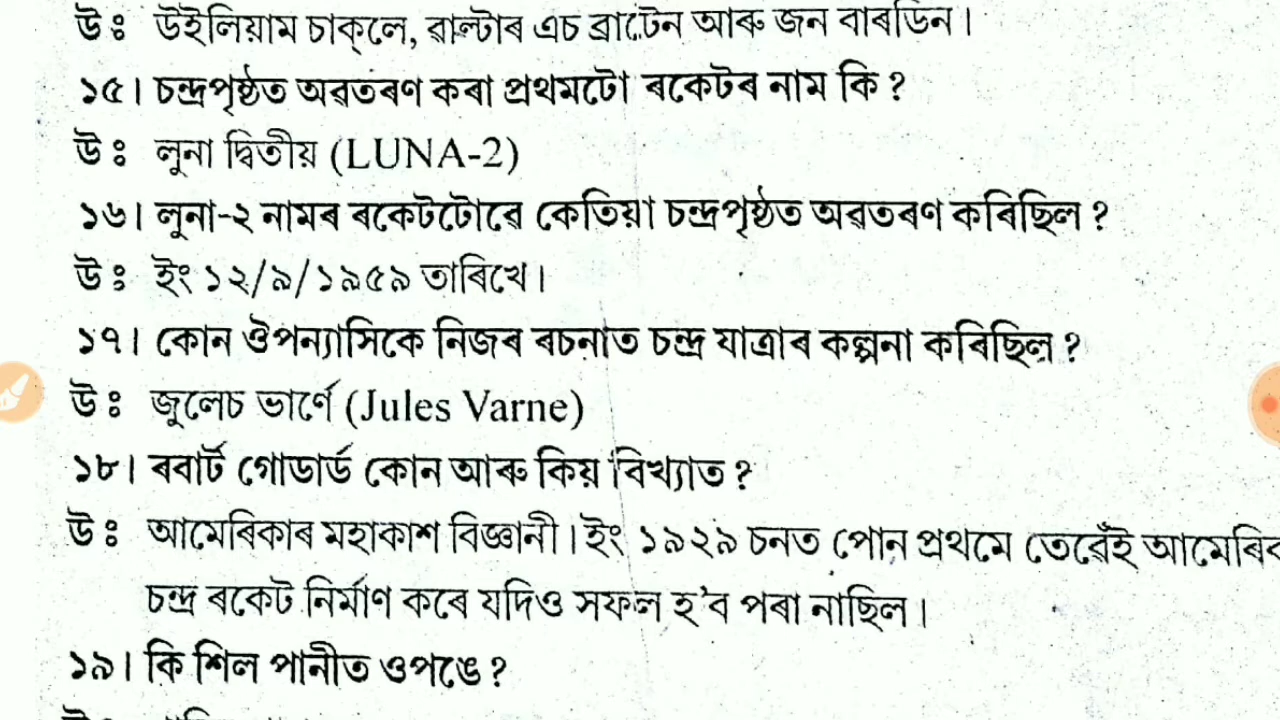 উঃ উইলিয়াম চাক্‌লে, ৱাল্টাৰ এচ ব্ৰাটেন আৰু জন বাৰডিন।
১৫। চন্দ্ৰপৃষ্ঠত অৱতৰণ কৰা প্ৰথমটো ৰকেটৰ নাম কি ?
উঃ লুনা দ্বিতীয় (LUNA-2)
১৬। লুনা-২ নামৰ ৰকেটটোৱে কেতিয়া চন্দ্ৰপৃষ্ঠত অৱতৰণ কৰিছিল ?
উঃ ইং ১২/৯/১৯৫৯ তাৰিখে।
১৭। কোন ঔপন্যাসিকে নিজৰ ৰচনাত চন্দ্ৰ যাত্ৰাৰ কল্পনা কৰিছিল ?
উঃ জুলেচ ভাৰ্ণে (Jules Varne)
১৮। ৰবাৰ্ট গোডাৰ্ড কোন আৰু কিয় বিখ্যাত ?
উঃ আমেৰিকাৰ মহাকাশ বিজ্ঞানী। ইং ১৯২৯ চনত পোন প্ৰথমে তেৱেঁই
চন্দ্ৰ ৰকেট নিৰ্মাণ কৰে যদিও সফল হ’ব পৰা নাছিল।
১৯। কি শিল পানীত ওপঙে ?